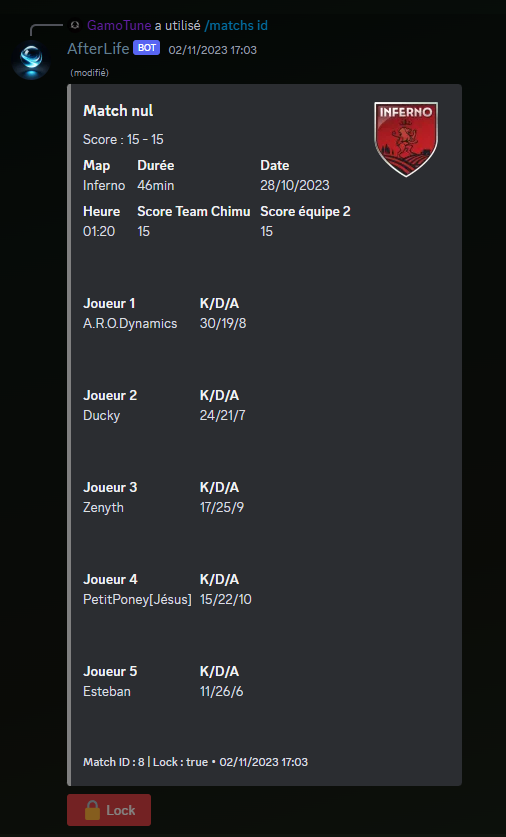 GamoTune a utilisé /matchs id
AfterLife BOT 02/11/2023 17:03
(modifié)
Match nul
INFERNO
Score : 15 - 15
Map Durée Date
Inferno 46min 28/10/2023
Heure Score Team Chimu Score équipe 2
01:20 15 15
Joueur 1 K/D/A
A.R.O.Dynamics 30/19/8
Joueur 2 K/D/A
Ducky 24/21/7
Joueur 3 K/D/A
Zenyth 17/25/9
Joueur 4 K/D/A
PetitPoney[Jésus] 15/22/10
Joueur 5 K/D/A
Esteban 11/26/6
Match ID : 8 | Lock : true • 02/11/2023 17:03
Lock